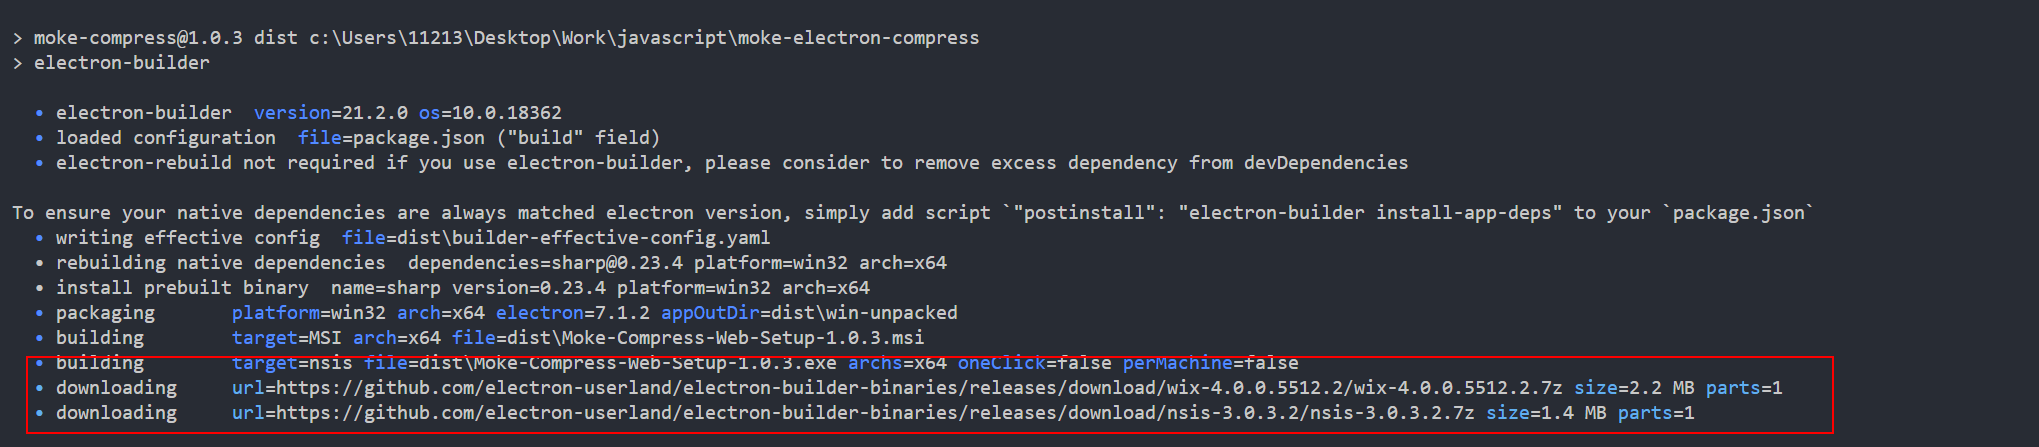 > moke-compress@1.0.3 dist c:\Users\11213\Desktop\Work\javascript\moke-electron-compress
> electron-builder
• electron-builder  version=21.2.0 os=10.0.18362
• loaded configuration  file=package.json ("build" field)
• electron-rebuild not required if you use electron-builder, please consider to remove excess dependency from devDependencies
To ensure your native dependencies are always matched electron version, simply add script `"postinstall": "electron-builder install-app-deps" to your `package.json`
• writing effective config  file=dist\builder-effective-config.yaml
• rebuilding native dependencies  dependencies=sharp@0.23.4 platform=win32 arch=x64
• install prebuilt binary  name=sharp version=0.23.4 platform=win32 arch=x64
• packaging       platform=win32 arch=x64 electron=7.1.2 appOutDir=dist\win-unpacked
• building        target=MSI arch=x64 file=dist\Moke-Compress-Web-Setup-1.0.3.msi
• building        target=nsis file=dist\Moke-Compress-Web-Setup-1.0.3.exe archs=x64 oneClick=false perMachine=false
• downloading     url=https://github.com/electron-userland/electron-builder-binaries/releases/download/wix-4.0.0.5512.2/wix-4.0.0.5512.2.7z size=2.2 MB parts=1
• downloading     url=https://github.com/electron-userland/electron-builder-binaries/releases/download/nsis-3.0.3.2/nsis-3.0.3.2.7z size=1.4 MB parts=1